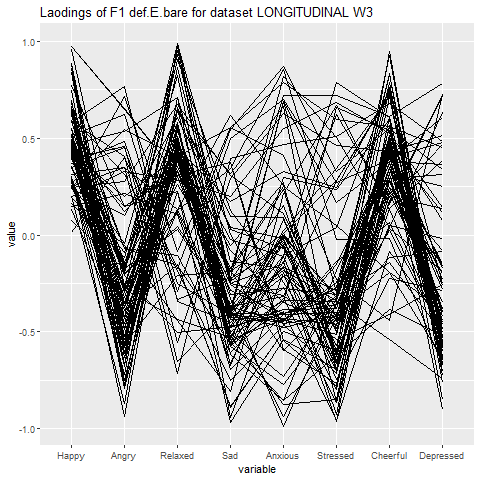 Laodings of F1 def.E.bare for dataset LONGITUDINAL W3
1.0
0.5
0.0
-0.5
-1.0
value
Happy Angry Relaxed Sad Anxious Stressed Cheerful Depressed
variable